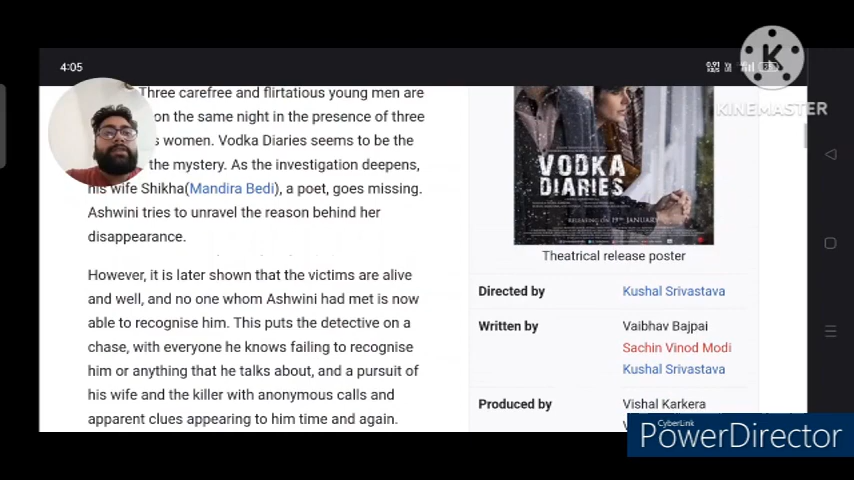 4:05
0.91
KINEMASTER
Three carefree and flirtatious young men are
on the same night in the presence of three
s women. Vodka Diaries seems to be the
the mystery. As the investigation deepens,
his wife Shikha(Mandira Bedi), a poet, goes missing.
Ashwini tries to unravel the reason behind her
disappearance.
However, it is later shown that the victims are alive
and well, and no one whom Ashwini had met is now
able to recognise him. This puts the detective on a
chase, with everyone he knows failing to recognise
him or anything that he talks about, and a pursuit of
his wife and the killer with anonymous calls and
apparent clues appearing to him time and again.
VODKA
DIARIES
RELEASING ON 19TH JANUARY
Theatrical release poster
Directed by
Kushal Srivastava
Written by
Vaibhav Bajpai
Sachin Vinod Modi
Kushal Srivastava
Produced by
Vishal Karkera
CyberLink
PowerDirector